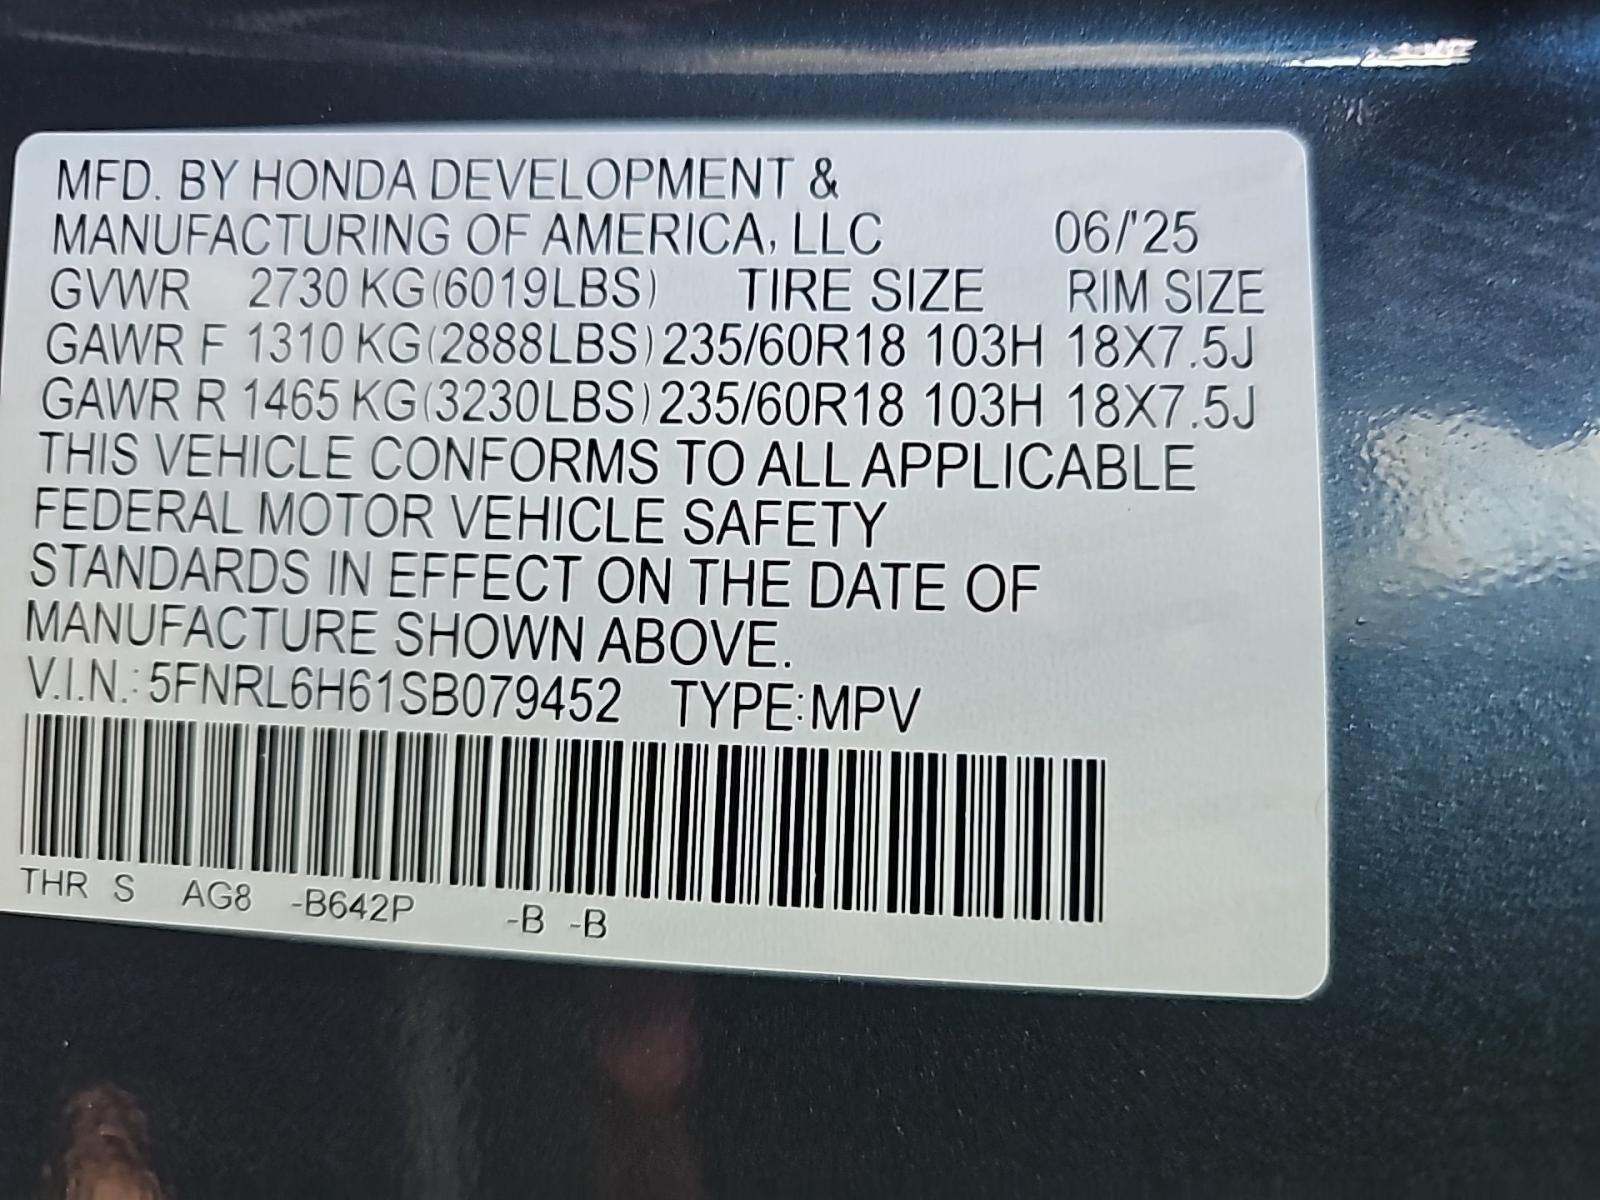 MFD. BY HONDA DEVELOPMENT &
MANUFACTURING OF AMERICA, LLC 06/'25
GVWR 2730 KG(6019LBS) TIRE SIZE RIM SIZE
GAWR F 1310 KG(2888LBS) 235/60R18 103H 18X7.5J
GAWR R 1465 KG(3230LBS) 235/60R18 103H 18X7.5J
THIS VEHICLE CONFORMS TO ALL APPLICABLE
FEDERAL MOTOR VEHICLE SAFETY
STANDARDS IN EFFECT ON THE DATE OF
MANUFACTURE SHOWN ABOVE.
V.I.N.: 5FNRL6H61SB079452 TYPE:MPV
THR S AG8 -B642P -B -B